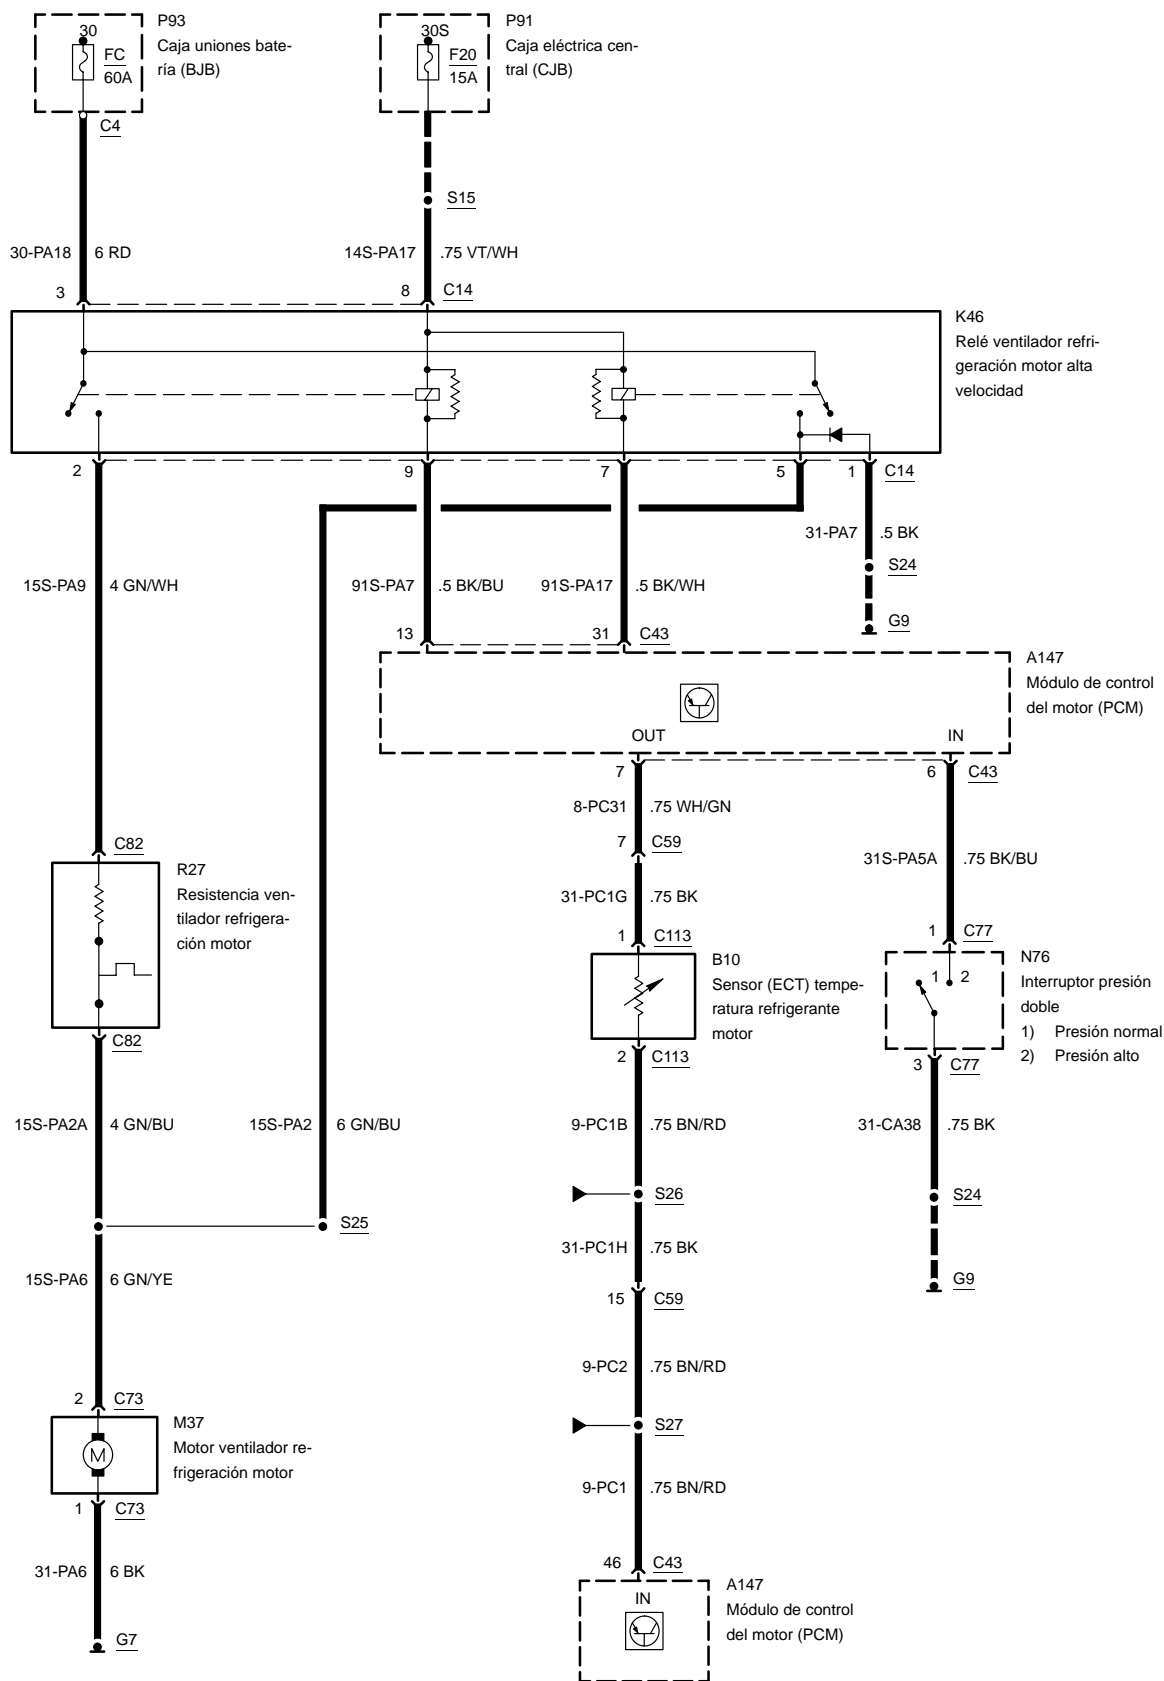 P93
Caja uniones bate-
ría (BJB)
30
FC
60A
C4
P91
Caja eléctrica cen-
tral (CJB)
30S
F20
15A
S15
30-PA18 6 RD
14S-PA17 .75 VT/WH
3
8 C14
K46
Relé ventilador refri-
geración motor alta
velocidad
2
9
7
5
1 C14
31-PA7 .5 BK
S24
G9
15S-PA9 4 GN/WH
91S-PA7 .5 BK/BU
91S-PA17 .5 BK/WH
13
31 C43
A147
Módulo de control
del motor (PCM)
OUT
IN
7
6 C43
8-PC31 .75 WH/GN
7 C59
31S-PA5A .75 BK/BU
C82
R27
Resistencia ven-
tilador refrigera-
ción motor
C82
31-PC1G .75 BK
1 C113
B10
Sensor (ECT) tempe-
ratura refrigerante
motor
2 C113
1 C77
N76
Interruptor presión
doble
1) Presión normal
2) Presión alto
1 2
3 C77
15S-PA2A 4 GN/BU
15S-PA2 6 GN/BU
9-PC1B .75 BN/RD
31-CA38 .75 BK
S26
S24
S25
31-PC1H .75 BK
15S-PA6 6 GN/YE
G9
15 C59
9-PC2 .75 BN/RD
2 C73
M37
Motor ventilador re-
frigeración motor
M
S27
9-PC1 .75 BN/RD
1 C73
31-PA6 6 BK
G7
46 C43
IN
A147
Módulo de control
del motor (PCM)